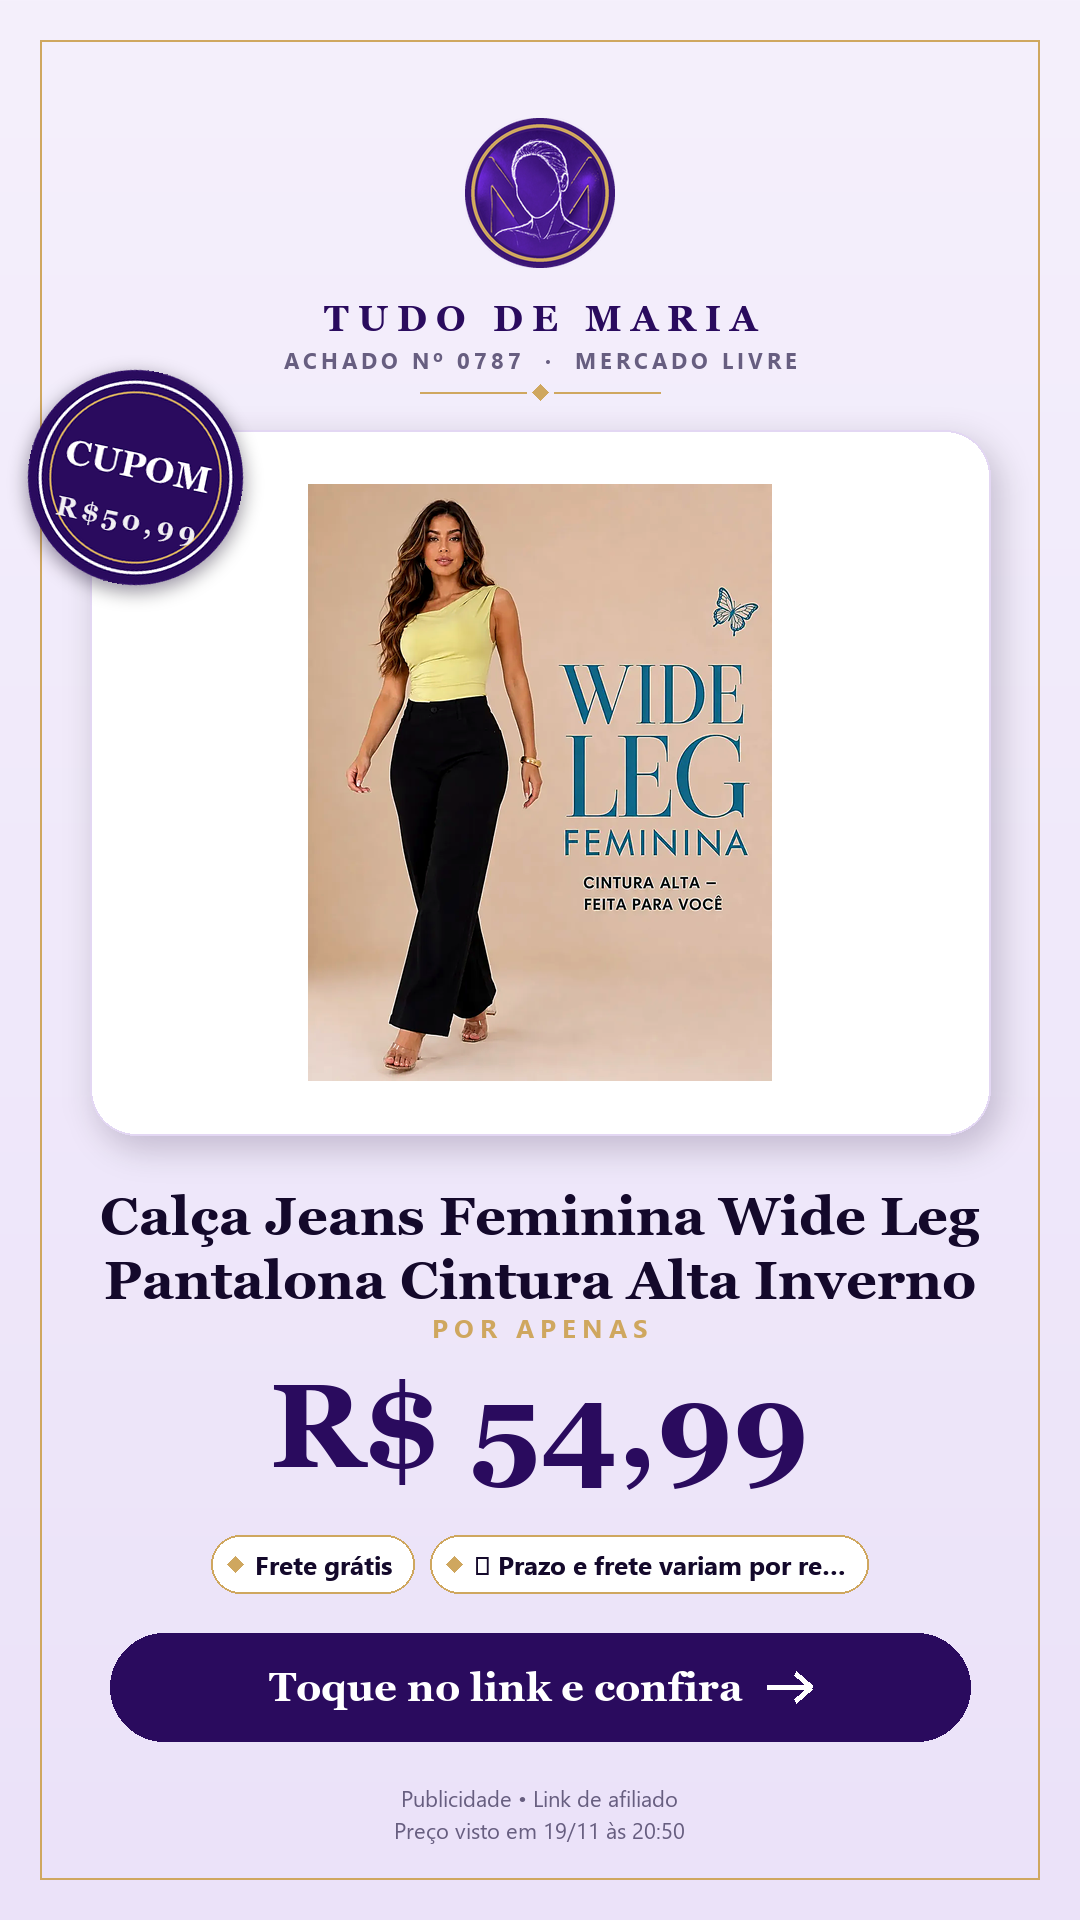 TUDO DE MARIA
ACHADO Nº 0787 · MERCADO LIVRE
CUPOM
R$50,99
WIDE
LEG
FEMININA
CINTURA ALTA –
FEITA PARA VOCÊ
Calça Jeans Feminina Wide Leg
Pantalona Cintura Alta Inverno
POR APENAS
R$ 54,99
Frete grátis
Prazo e frete variam por re...
Toque no link e confira →
Publicidade • Link de afiliado
Preço visto em 19/11 às 20:50